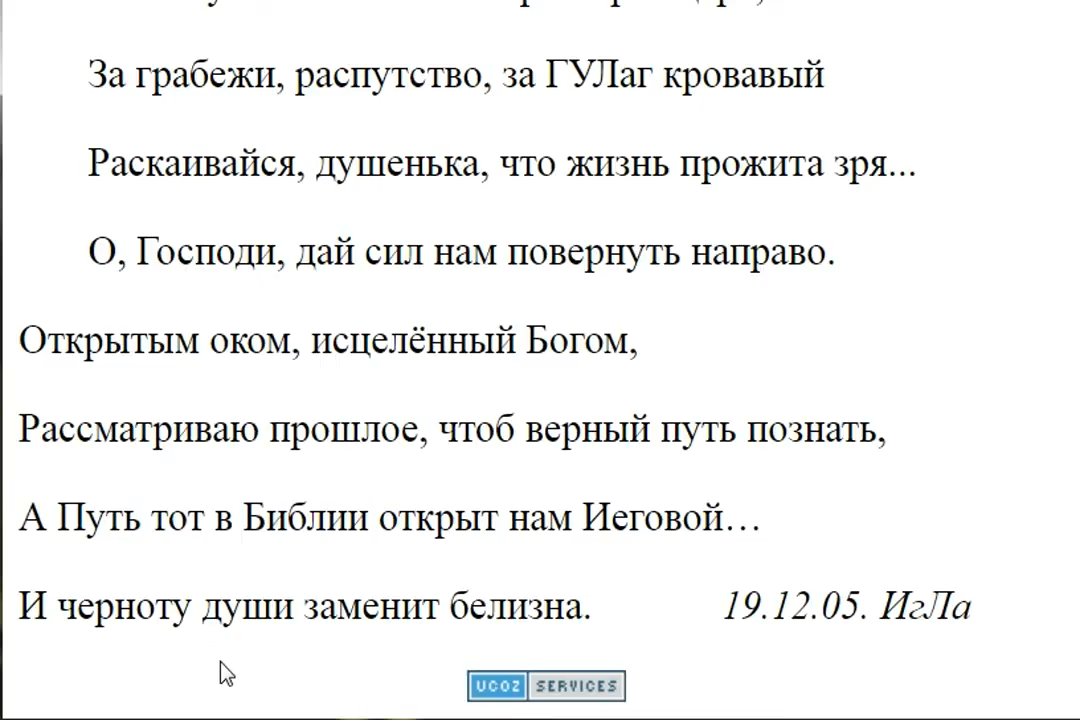 За грабежи, распутство, за ГУЛаг кровавый
Раскаивайся, душенька, что жизнь прожита зря...
О, Господи, дай сил нам повернуть направо.
Открытым оком, исцелённый Богом,
Рассматриваю прошлое, чтоб верный путь познать,
А Путь тот в Библии открыт нам Иеговой…
И черноту души заменит белизна. 19.12.05. ИгЛа
UCOZ SERVICES